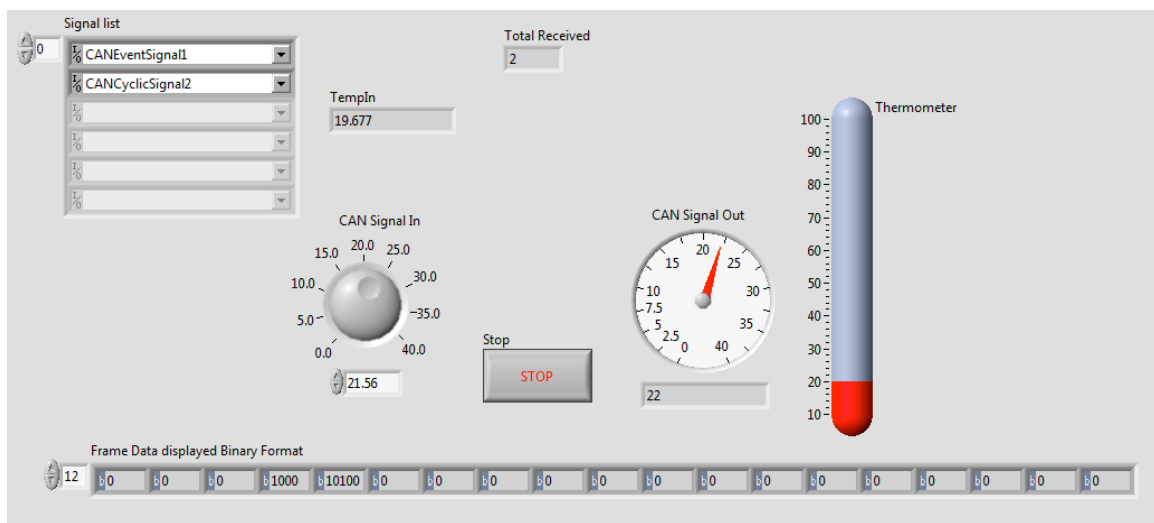 Signal list
0
CANEventSignal1
CANCyclicSignal2
Total Received
2
TempIn
19.677
Thermometer
100
90
80
70
60
50
40
30
20
10
CAN Signal In
0.0
5.0
10.0
15.0
20.0
25.0
30.0
35.0
40.0
21.56
Stop
STOP
CAN Signal Out
0
2.5
5
7.5
10
15
20
25
30
35
40
22
Frame Data displayed Binary Format
12 b 0 b 0 b 0 b 1000 b 10100 b 0 b 0 b 0 b 0 b 0 b 0 b 0 b 0 b 0 b 0 b 0 b 0 b 0 b 0